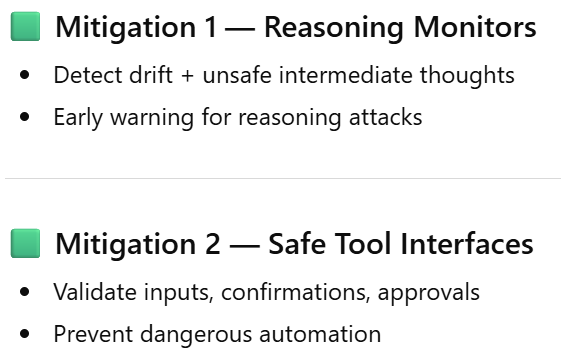 Mitigation 1 — Reasoning Monitors
• Detect drift + unsafe intermediate thoughts
• Early warning for reasoning attacks
Mitigation 2 — Safe Tool Interfaces
• Validate inputs, confirmations, approvals
• Prevent dangerous automation